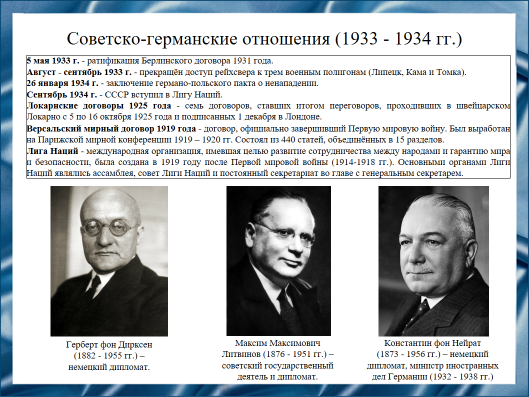 Советско-германские отношения (1933 - 1934 гг.)
5 мая 1933 г. - ратификация Берлинского договора 1931 года.
Август - сентябрь 1933 г. - прекращён доступ рейхсвера к трем военным полигонам (Липецк, Кама и Томка).
26 января 1934 г. - заключение германо-польского пакта о ненападении.
Сентябрь 1934 г. - СССР вступил в Лигу Наций.
Локарнские договоры 1925 года - семь договоров, ставших итогом переговоров, проходивших в швейцарском
Локарно с 5 по 16 октября 1925 года и подписанных 1 декабря в Лондоне.
Версальский мирный договор 1919 года - договор, официально завершивший Первую мировую войну. Был выработан
на Парижской мирной конференции 1919 – 1920 гг. Состоял из 440 статей, объединённых в 15 разделов.
Лига Наций - международная организация, имевшая целью развитие сотрудничества между народами и гарантию мира
и безопасности, была создана в 1919 году после Первой мировой войны (1914-1918 гг.). Основными органами Лиги
Наций являлись ассамблея, совет Лиги Наций и постоянный секретариат во главе с генеральным секретарем.
Герберт фон Дирксен
(1882 - 1955 гг.) –
немецкий дипломат.
Максим Максимович
Литвинов (1876 - 1951 гг.) –
советский государственный
деятель и дипломат.
Константин фон Нейрат
(1873 - 1956 гг.) – немецкий
дипломат, министр иностранных
дел Германии (1932 - 1938 гг.)